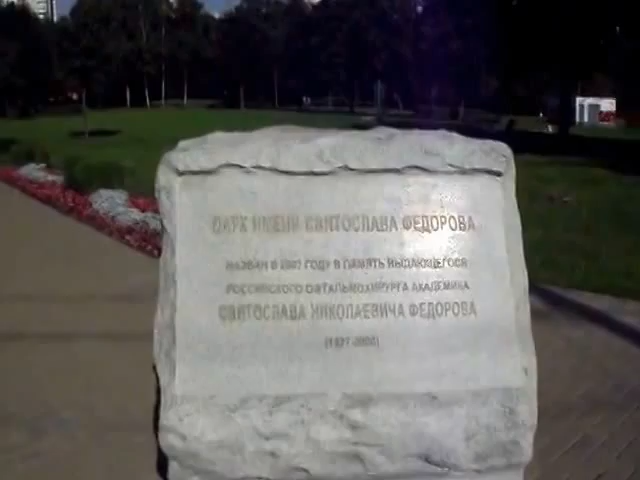 ПАРК ИМЕНИ СВЯТОСЛАВА ФЕДОРОВА
НАЗВАН В ГОДУ В ПАМЯТЬ ВЫДАЮЩЕГОСЯ
РОССИЙСКОГО ОФТАЛЬМОХИРУРГА АКАДЕМИКА
СВЯТОСЛАВА НИКОЛАЕВИЧА ФЕДОРОВА
(1927-2000)